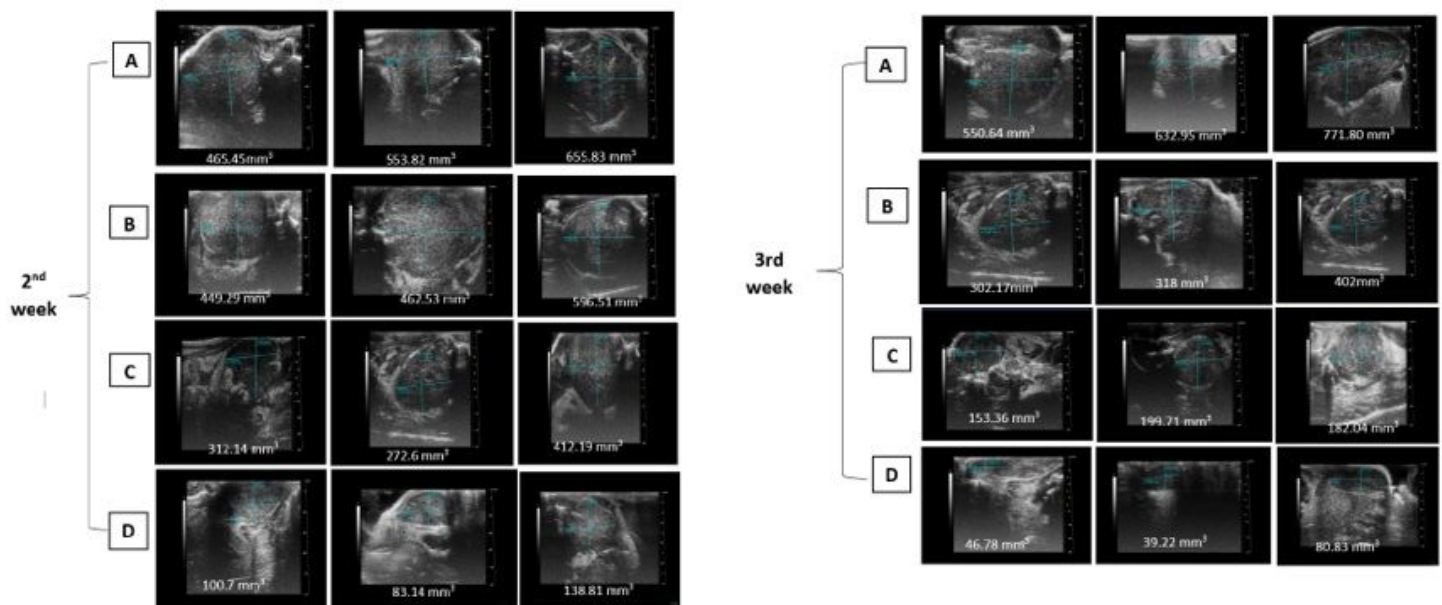 2nd
week
A
465.45mm³
553.82 mm³
655.83 mm³
B
449.29 mm³
462.53 mm³
596.51 mm³
C
312.14 mm³
272.6 mm³
412.19 mm³
D
100.7 mm³
83.14 mm³
138.81 mm³
3rd
week
A
550.64 mm³
632.95 mm³
771.80 mm³
B
302.17mm³
318 mm³
402mm³
C
153.36 mm³
199.71 mm³
182.04 mm³
D
46.78 mm³
39.22 mm³
80.83 mm³